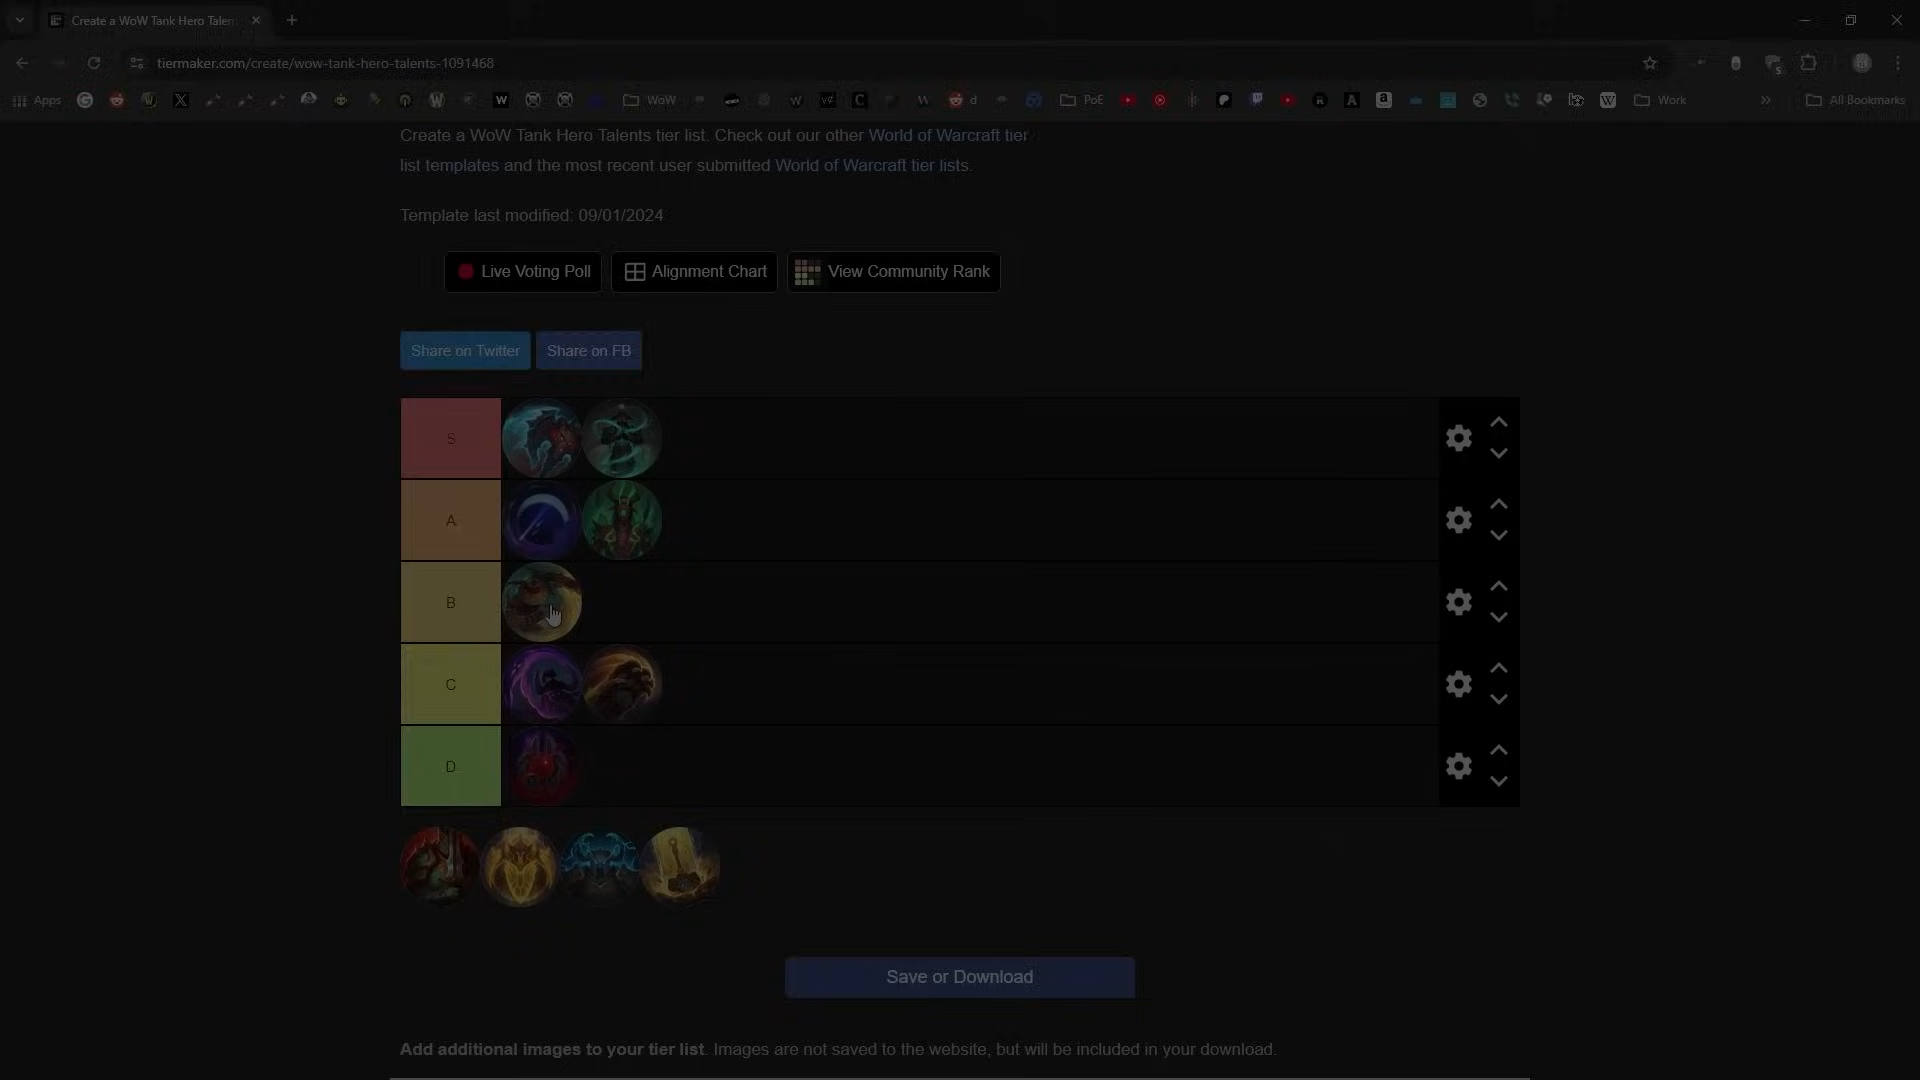 Create a WoW Tank Hero Talen
tiermaker.com/create/wow-tank-hero-talents-1091468
Apps
WoW
d
PoE
Work
All Bookmarks
Create a WoW Tank Hero Talents tier list. Check out our other World of Warcraft tier
list templates and the most recent user submitted World of Warcraft tier lists.
Template last modified: 09/01/2024
Live Voting Poll
Alignment Chart
View Community Rank
Share on Twitter
Share on FB
S
A
B
C
D
Save or Download
Add additional images to your tier list. Images are not saved to the website, but will be included in your download.